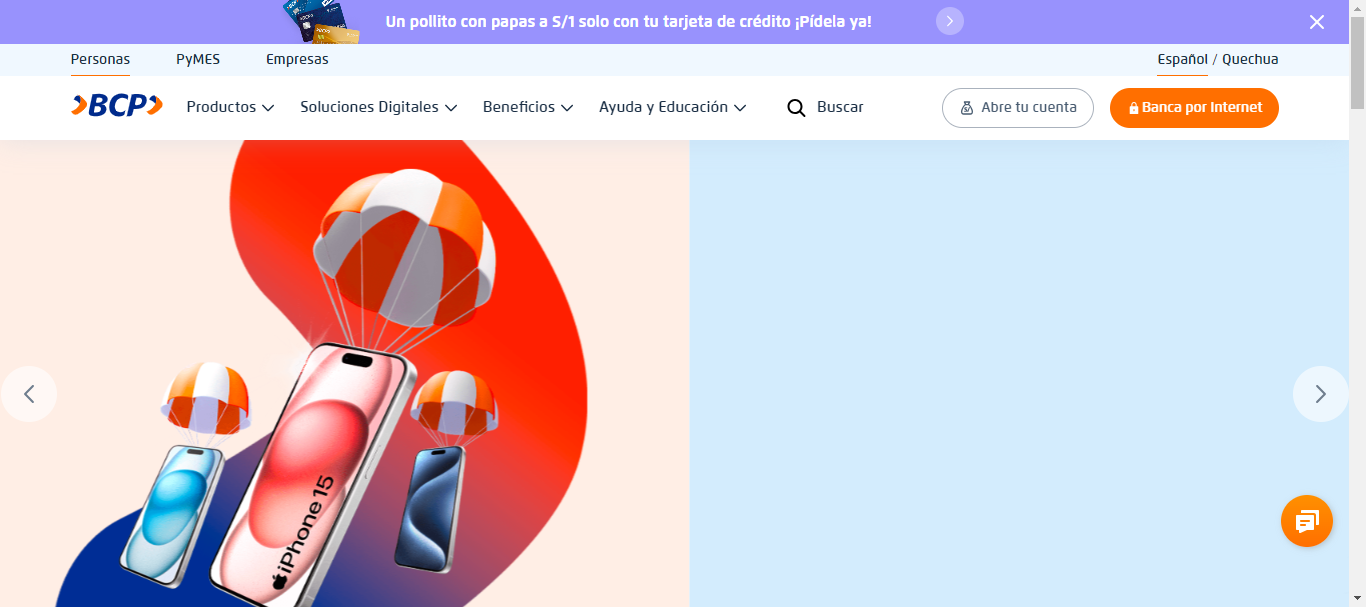 Un pollito con papas a S/1 solo con tu tarjeta de crédito ¡Pídela ya!
Personas PyMES Empresas Español / Quechua
BCP Productos Soluciones Digitales Beneficios Ayuda y Educación Buscar Abre tu cuenta Banca por Internet
iPhone 15